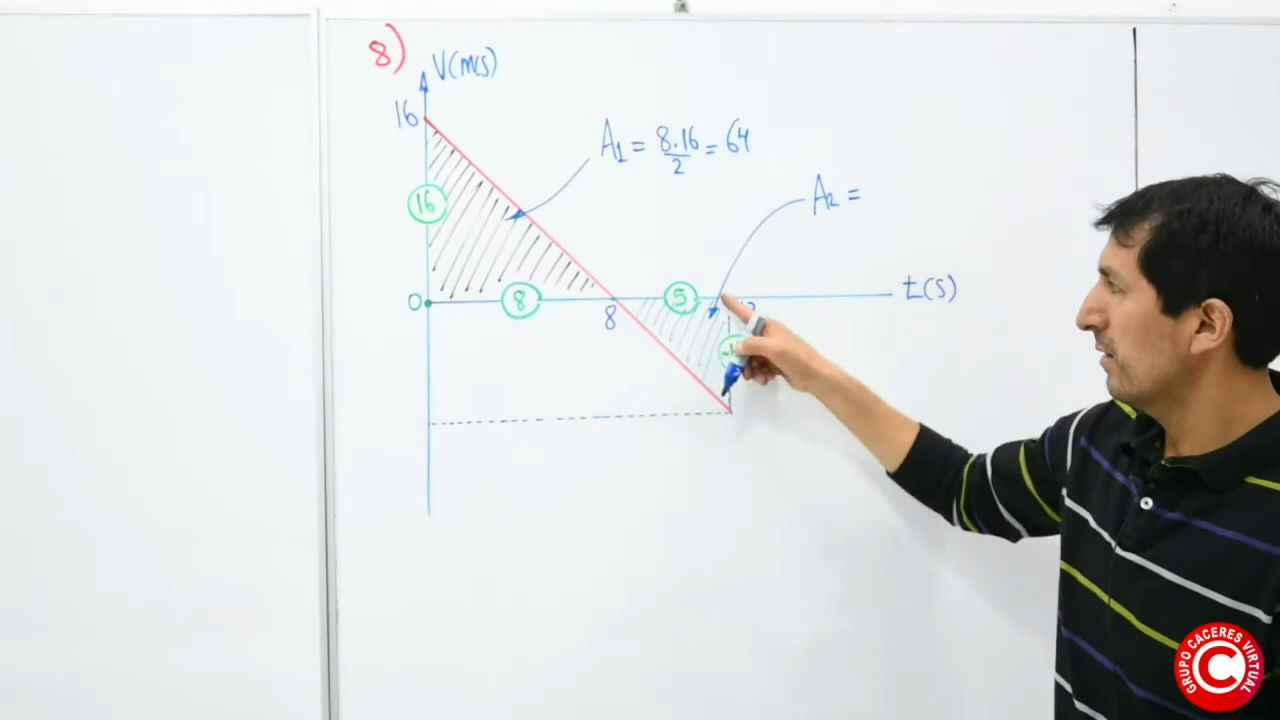 8)
V(m/s)
16
A1 = 8.16/2 = 64
A2 =
16
0
8
5
t(s)
8
GRUPO CACERES VIRTUAL
C